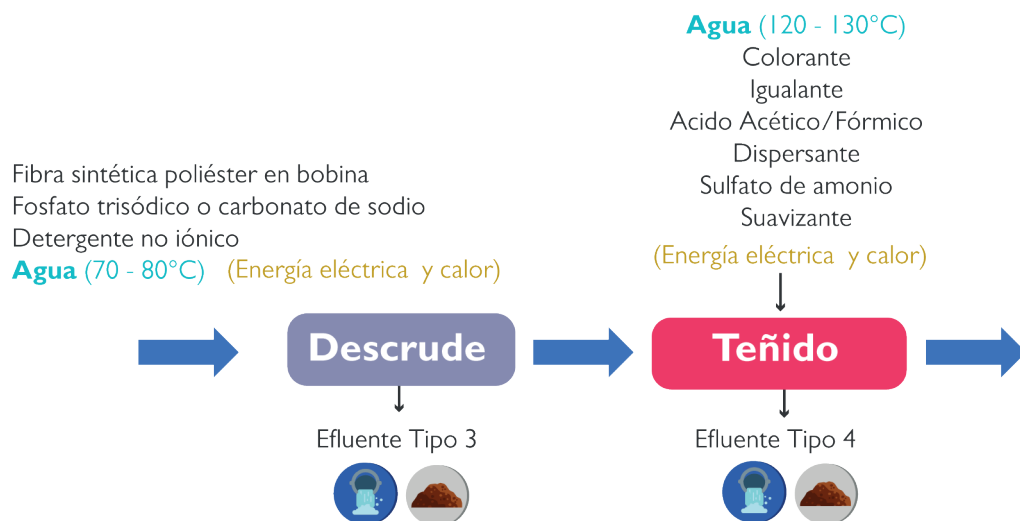 Fibra sintética poliéster en bobina
Fosfato trisódico o carbonato de sodio
Detergente no iónico
Agua (70 - 80°C) (Energía eléctrica y calor)
Descrude
Efluente Tipo 3
Agua (120 - 130°C)
Colorante
Igualante
Acido Acético/Fórmico
Dispersante
Sulfato de amonio
Suavizante
(Energía eléctrica y calor)
Teñido
Efluente Tipo 4